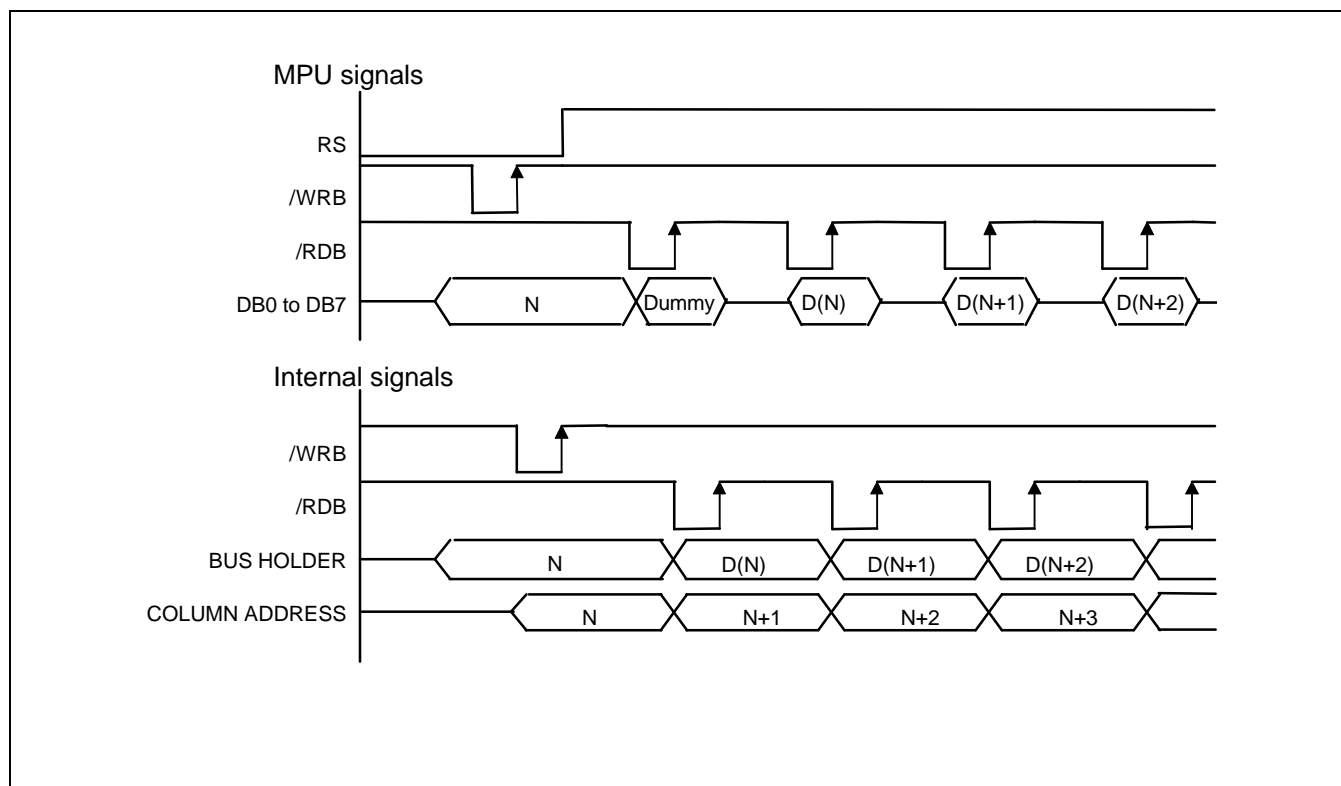 MPU signals
RS
/WRB
/RDB
DB0 to DB7 N Dummy D(N) D(N+1) D(N+2)
Internal signals
/WRB
/RDB
BUS HOLDER N D(N) D(N+1) D(N+2)
COLUMN ADDRESS N N+1 N+2 N+3